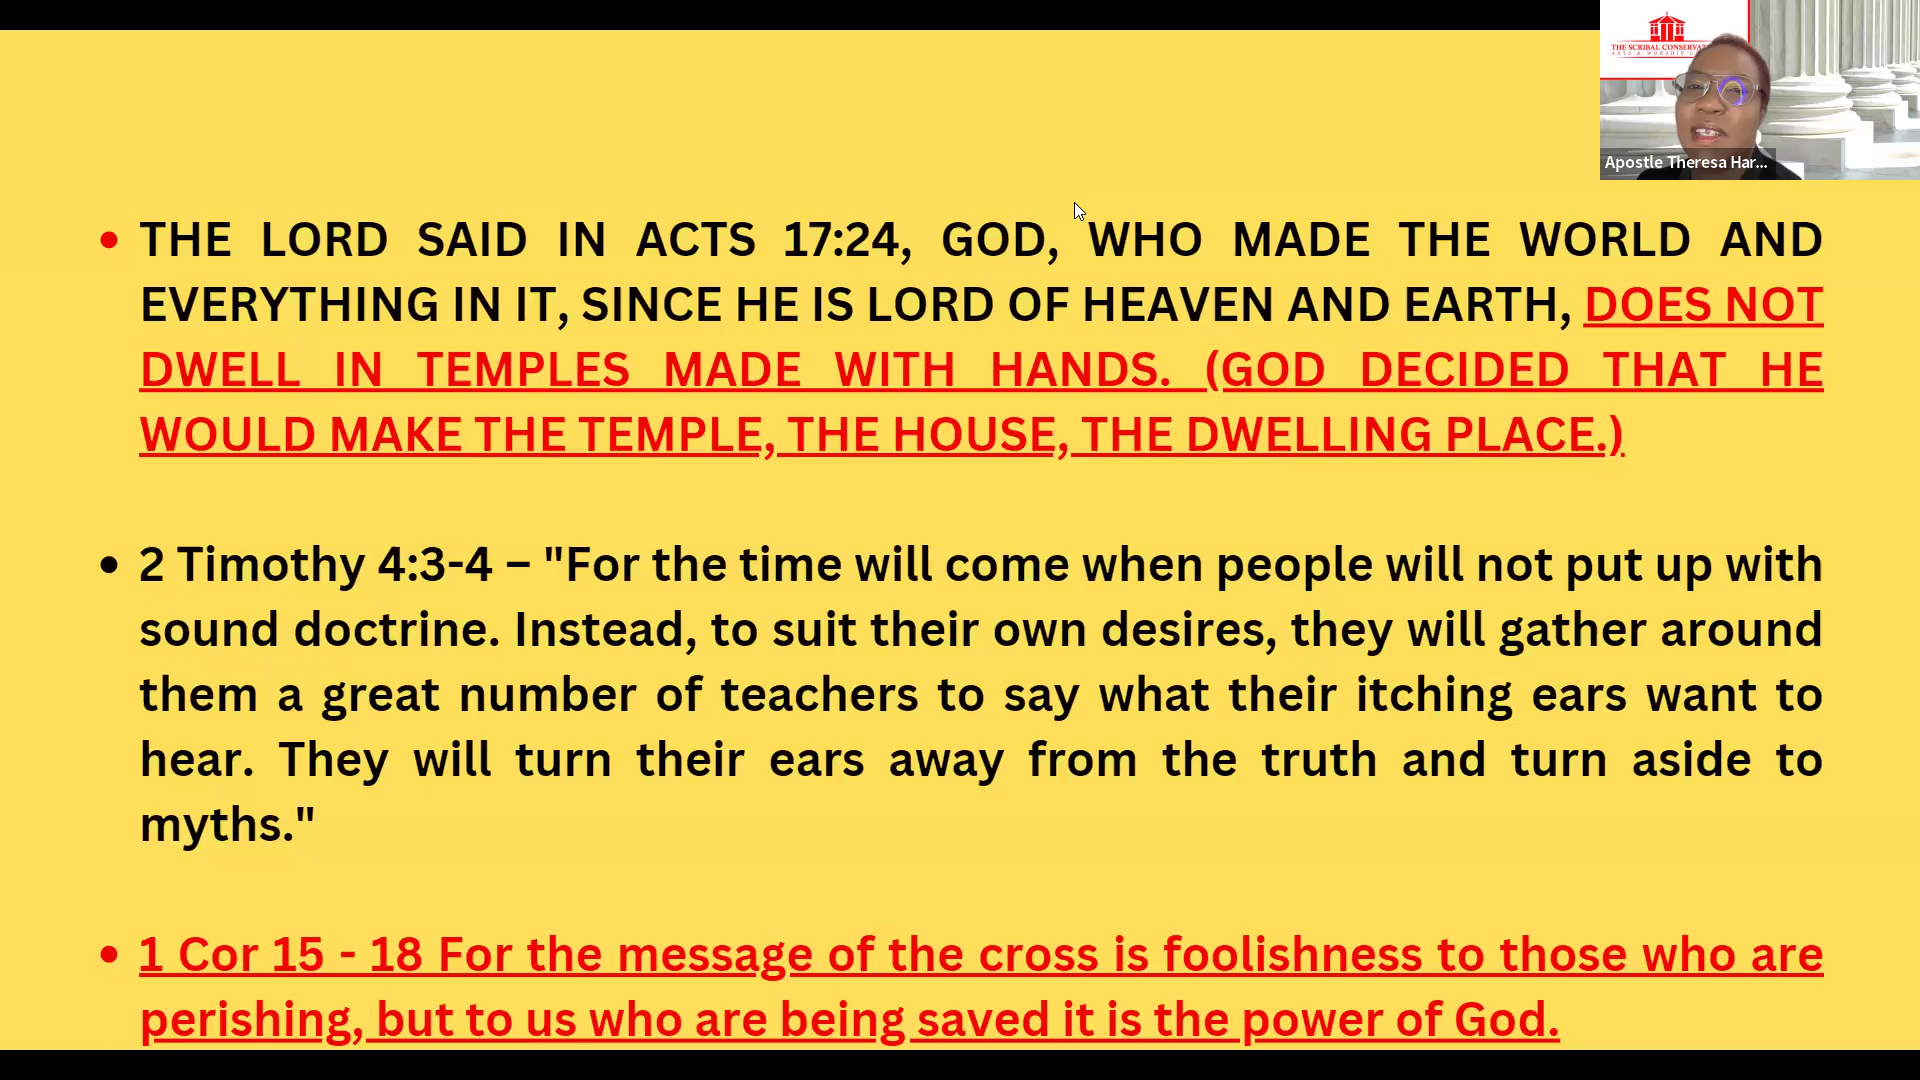 THE SCRIBAL CONSERVA
ARTS & WORSHIP C
Apostle Theresa Har...
• THE LORD SAID IN ACTS 17:24, GOD, WHO MADE THE WORLD AND
EVERYTHING IN IT, SINCE HE IS LORD OF HEAVEN AND EARTH, DOES NOT
DWELL IN TEMPLES MADE WITH HANDS. (GOD DECIDED THAT HE
WOULD MAKE THE TEMPLE, THE HOUSE, THE DWELLING PLACE.)
• 2 Timothy 4:3-4 – "For the time will come when people will not put up with
sound doctrine. Instead, to suit their own desires, they will gather around
them a great number of teachers to say what their itching ears want to
hear. They will turn their ears away from the truth and turn aside to
myths."
• 1 Cor 15 - 18 For the message of the cross is foolishness to those who are
perishing, but to us who are being saved it is the power of God.